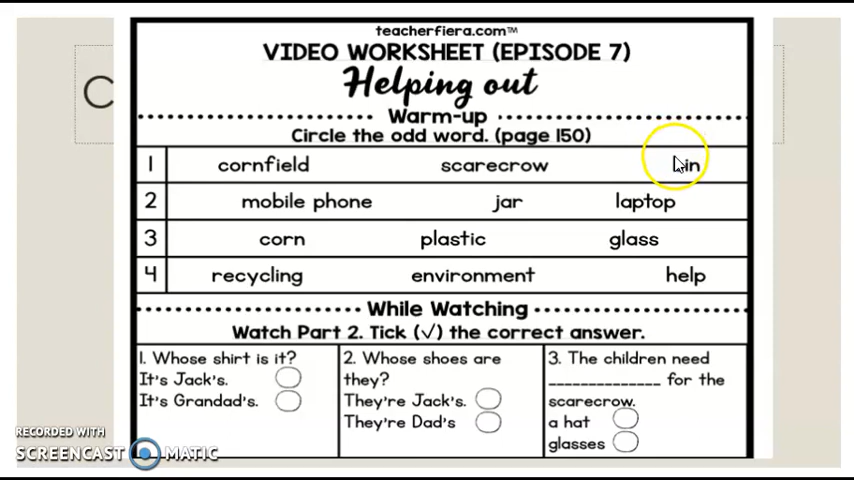 C
teacherfiera.com™
VIDEO WORKSHEET (EPISODE 7)
Helping out
Warm-up
Circle the odd word. (page 150)
1 cornfield scarecrow bin
2 mobile phone jar laptop
3 corn plastic glass
4 recycling environment help
While Watching
Watch Part 2. Tick (√) the correct answer.
1. Whose shirt is it?
It's Jack's.
It's Grandad's.
2. Whose shoes are
they?
They're Jack's.
They're Dad's
3. The children need
______________ for the
scarecrow.
a hat
glasses
RECORDED WITH
SCREENCAST MATIC